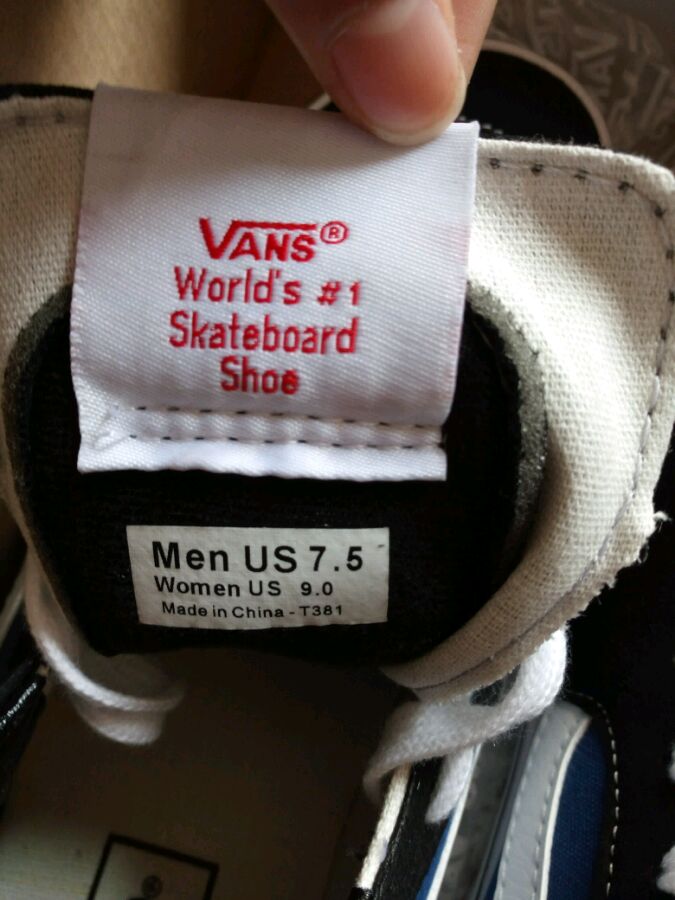 VANS®
World's #1
Skateboard
Shoe
Men US 7.5
Women US 9.0
Made in China - T381